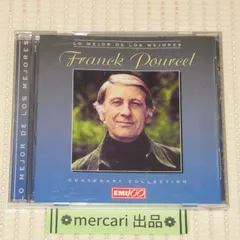 LO MEJOR DE LOS MEJORES
Franck Pourcel
LO MEJOR DE LOS MEJORES
CENTENARY COLLECTION
EMI 100
❁mercari 出品❁